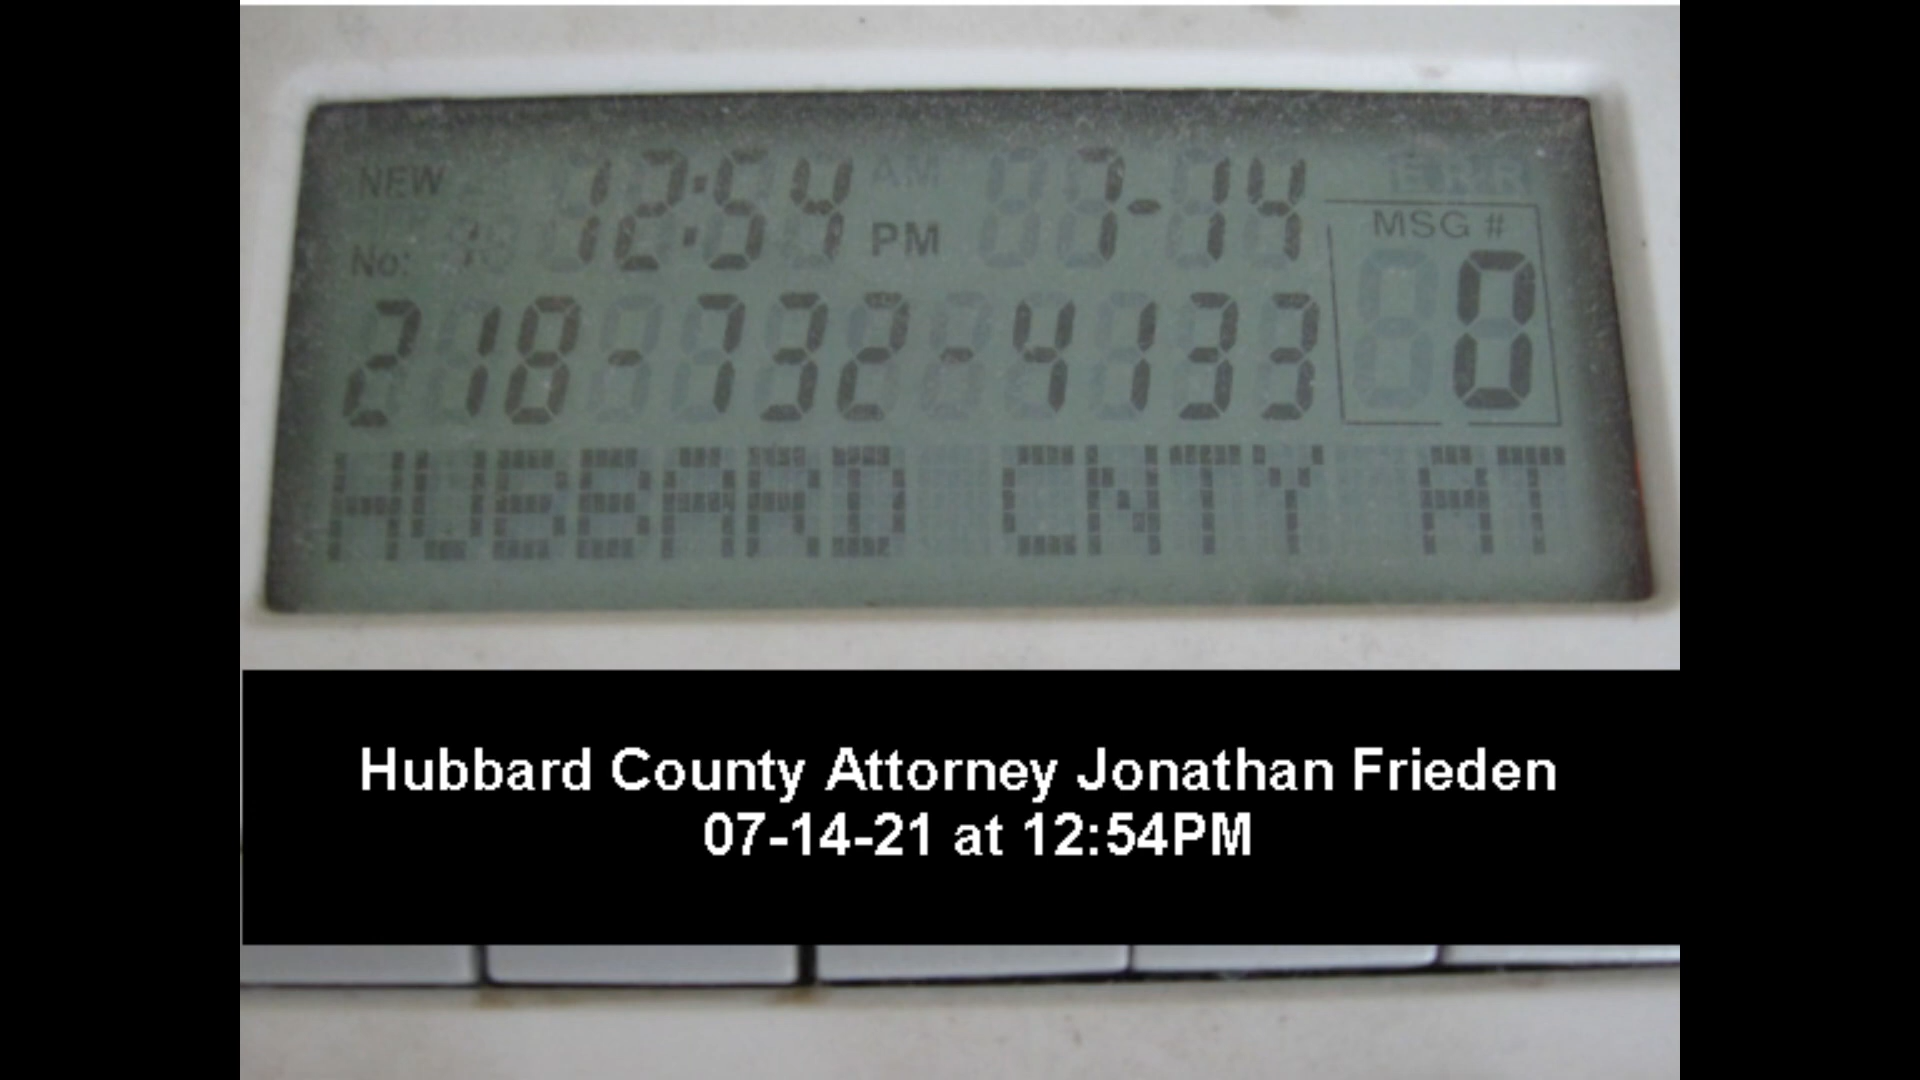 NEW 12:54 PM 7-14
MSG #
No:
218-732-4133 0
HUBBARD CNTY AT
Hubbard County Attorney Jonathan Frieden
07-14-21 at 12:54PM